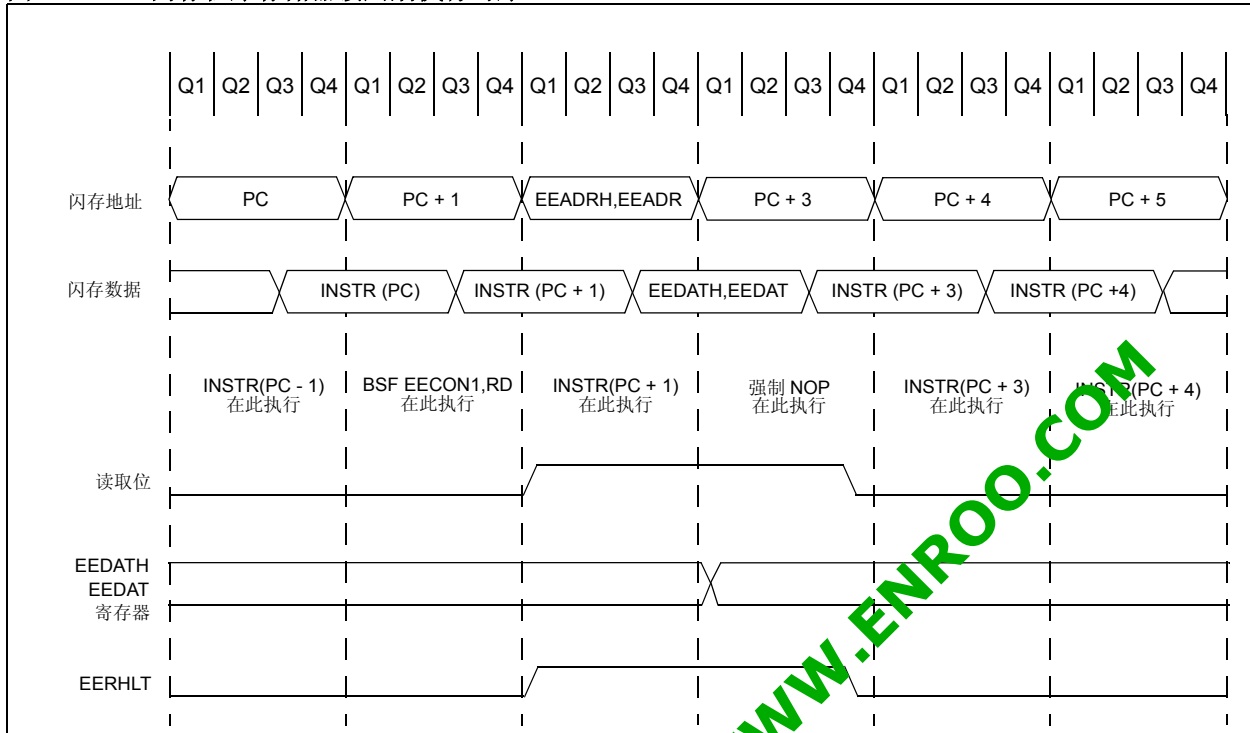 Q1 Q2 Q3 Q4 Q1 Q2 Q3 Q4 Q1 Q2 Q3 Q4 Q1 Q2 Q3 Q4 Q1 Q2 Q3 Q4 Q1 Q2 Q3 Q4
闪存地址 PC PC + 1 EEADRH,EEADR PC + 3 PC + 4 PC + 5
闪存数据 INSTR (PC) INSTR (PC + 1) EEDATH,EEDAT INSTR (PC + 3) INSTR (PC +4)
INSTR(PC - 1) BSF EECON1,RD INSTR(PC + 1) 强制 NOP INSTR(PC + 3) INSTR(PC + 4)
在此执行 在此执行 在此执行 在此执行 在此执行 在此执行
读取位
EEDATH
EEDAT
寄存器
EERHLT
WWW.ENROO.COM